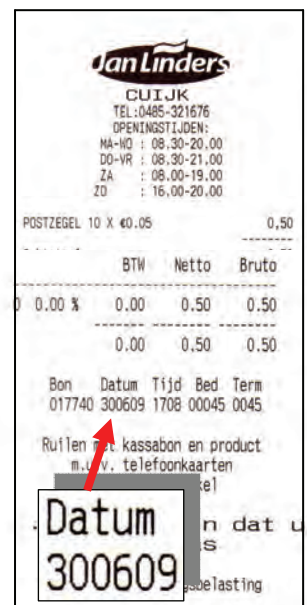 Jan Linders
CUIJK
TEL:0485-321676
OPENINGSTIJDEN:
MA-WO : 08.30-20.00
DO-VR : 08.30-21.00
ZA : 08.00-19.00
ZO : 16.00-20.00
POSTZEGEL 10 X €0.05 0,50
BTW Netto Bruto
0 0.00 % 0.00 0.50 0.50
0.00 0.50 0.50
Bon Datum Tijd Bed Term
017740 300609 1708 00045 0045
Ruilen met kassabon en product
telefoonkaarten
Datum
300609
dat u